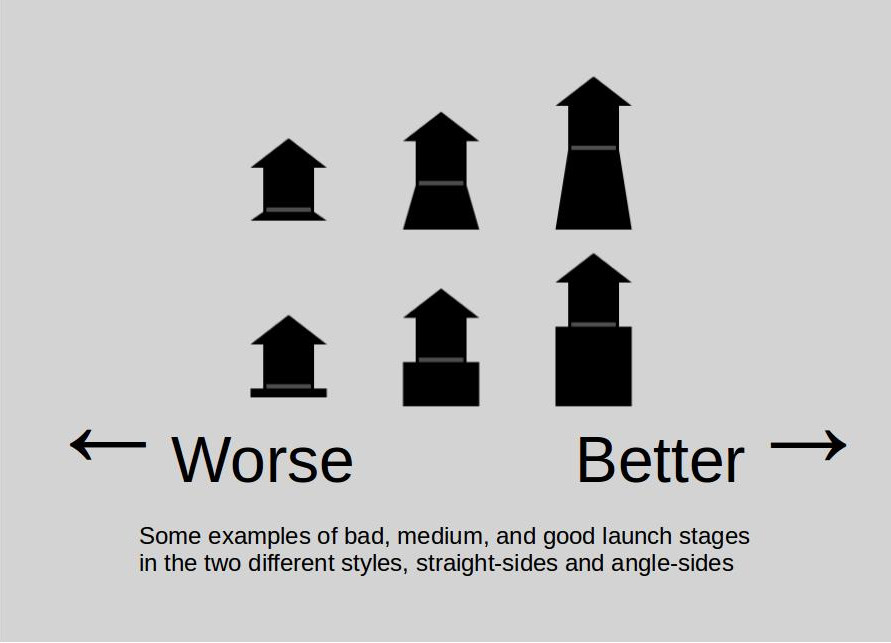 ← Worse Better →
Some examples of bad, medium, and good launch stages
in the two different styles, straight-sides and angle-sides